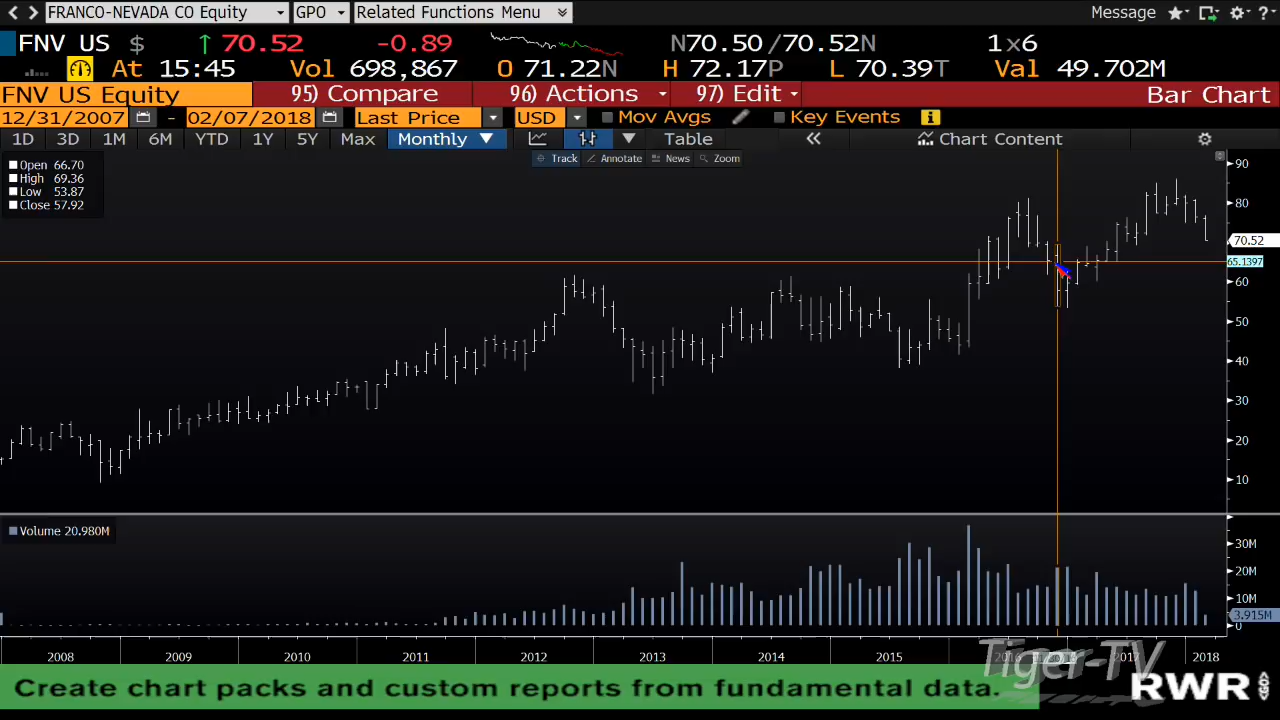 FRANCO-NEVADA CO Equity GPO Related Functions Menu Message
FNV US $ 70.52 -0.89 N70.50 /70.52N 1x6
At 15:45 Vol 698,867 O 71.22N H 72.17P L 70.39T Val 49.702M
FNV US Equity 95) Compare 96) Actions 97) Edit Bar Chart
12/31/2007 - 02/07/2018 Last Price USD Mov Avgs Key Events
1D 3D 1M 6M YTD 1Y 5Y Max Monthly Table Chart Content
Track Annotate News Zoom
Open 66.70
High 69.36
Low 53.87
Close 57.92
90
80
70.52
65.1397
60
50
40
30
20
10
Volume 20.980M
30M
20M
10M
3.915M
0
2008 2009 2010 2011 2012 2013 2014 2015 2016 2017 2018
Tiger-TV
Create chart packs and custom reports from fundamental data.
RWR
GO